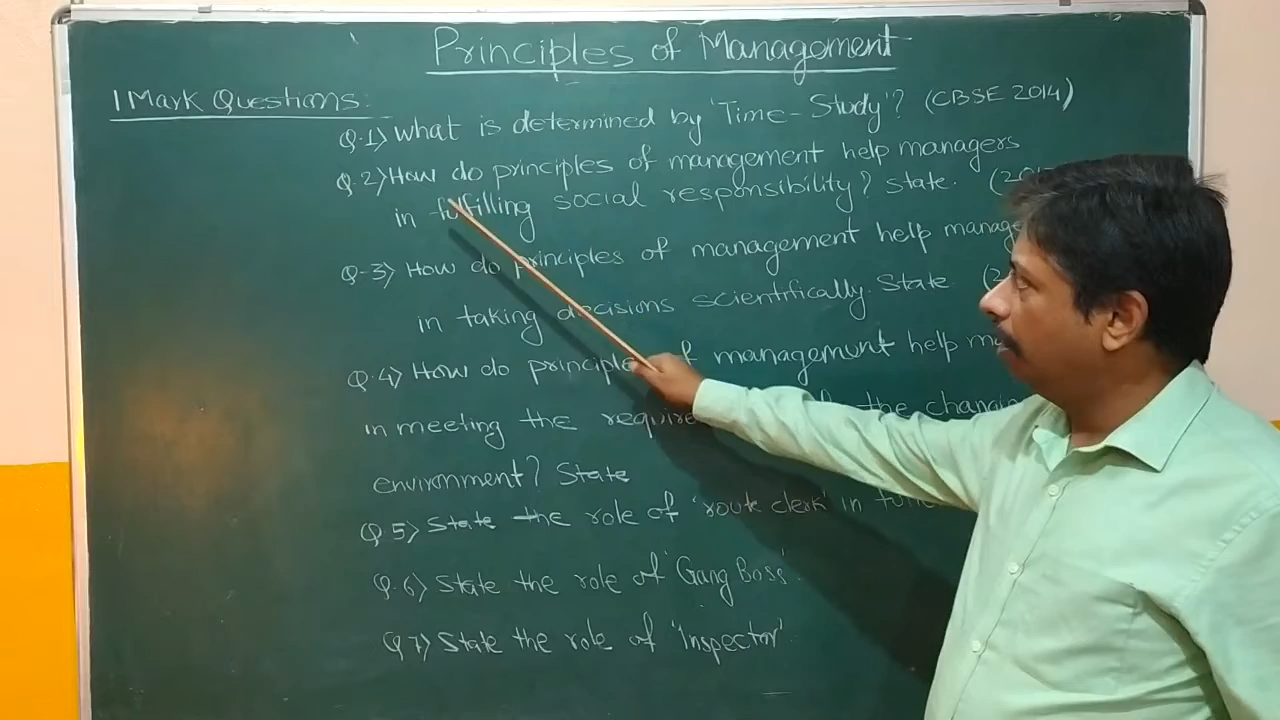 Principles of Management
1 Mark Questions:
Q.1) What is determined by 'Time-Study'? (CBSE 2014)
Q.2) How do principles of management help managers
in fulfilling social responsibility? State.
Q.3) How do principles of management help
in taking decisions scientifically. State
Q.4) How do principles of management help
in meeting the the
environment? State
Q.5) State the role of 'route clerk' in
Q.6) State the role of 'Gang Boss'.
Q.7) State the role of 'Inspector'